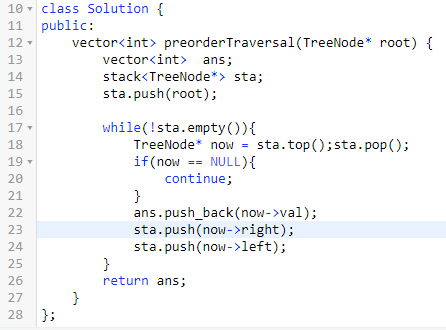 10 class Solution {
11 public:
12     vector<int> preorderTraversal(TreeNode* root) {
13         vector<int>  ans;
14         stack<TreeNode*> sta;
15         sta.push(root);
16
17         while(!sta.empty()){
18             TreeNode* now = sta.top();sta.pop();
19             if(now == NULL){
20                 continue;
21             }
22             ans.push_back(now->val);
23             sta.push(now->right);
24             sta.push(now->left);
25         }
26         return ans;
27     }
28 };